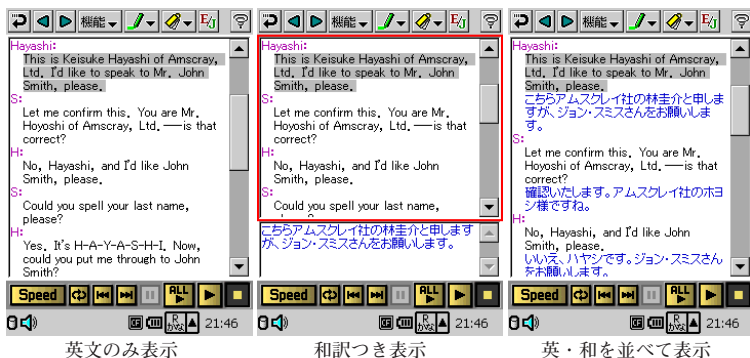 機能 E/J
Hayashi:
This is Keisuke Hayashi of Amscray,
Ltd. I'd like to speak to Mr. John
Smith, please.
S:
Let me confirm this. You are Mr.
Hoyoshi of Amscray, Ltd. ―is that
correct?
H:
No, Hayashi, and I'd like John
Smith, please.
S:
Could you spell your last name,
please?
H:
Yes. It's H-A-Y-A-S-H-I. Now,
could you put me through to John
Smith?
Speed ALL
R かな 21:46
英文のみ表示
機能 E/J
Hayashi:
This is Keisuke Hayashi of Amscray,
Ltd. I'd like to speak to Mr. John
Smith, please.
S:
Let me confirm this. You are Mr.
Hoyoshi of Amscray, Ltd. ―is that
correct?
H:
No, Hayashi, and I'd like John
Smith, please.
S:
Could you spell your last name,
こちらアムスクレイ社の林圭介と申します
が、ジョン・スミスさんをお願いします。
Speed ALL
R かな 21:46
和訳つき表示
機能 E/J
Hayashi:
This is Keisuke Hayashi of Amscray,
Ltd. I'd like to speak to Mr. John
Smith, please.
こちらアムスクレイ社の林圭介と申しま
すが、ジョン・スミスさんをお願いしま
す。
S:
Let me confirm this. You are Mr.
Hoyoshi of Amscray, Ltd. ―is that
correct?
確認いたします。アムスクレイ社のホヨ
シ様ですね。
H:
No, Hayashi, and I'd like John
Smith, please.
いいえ、ハヤシです。ジョン・スミスさん
をお願いします。
Speed ALL
R かな 21:46
英・和を並べて表示